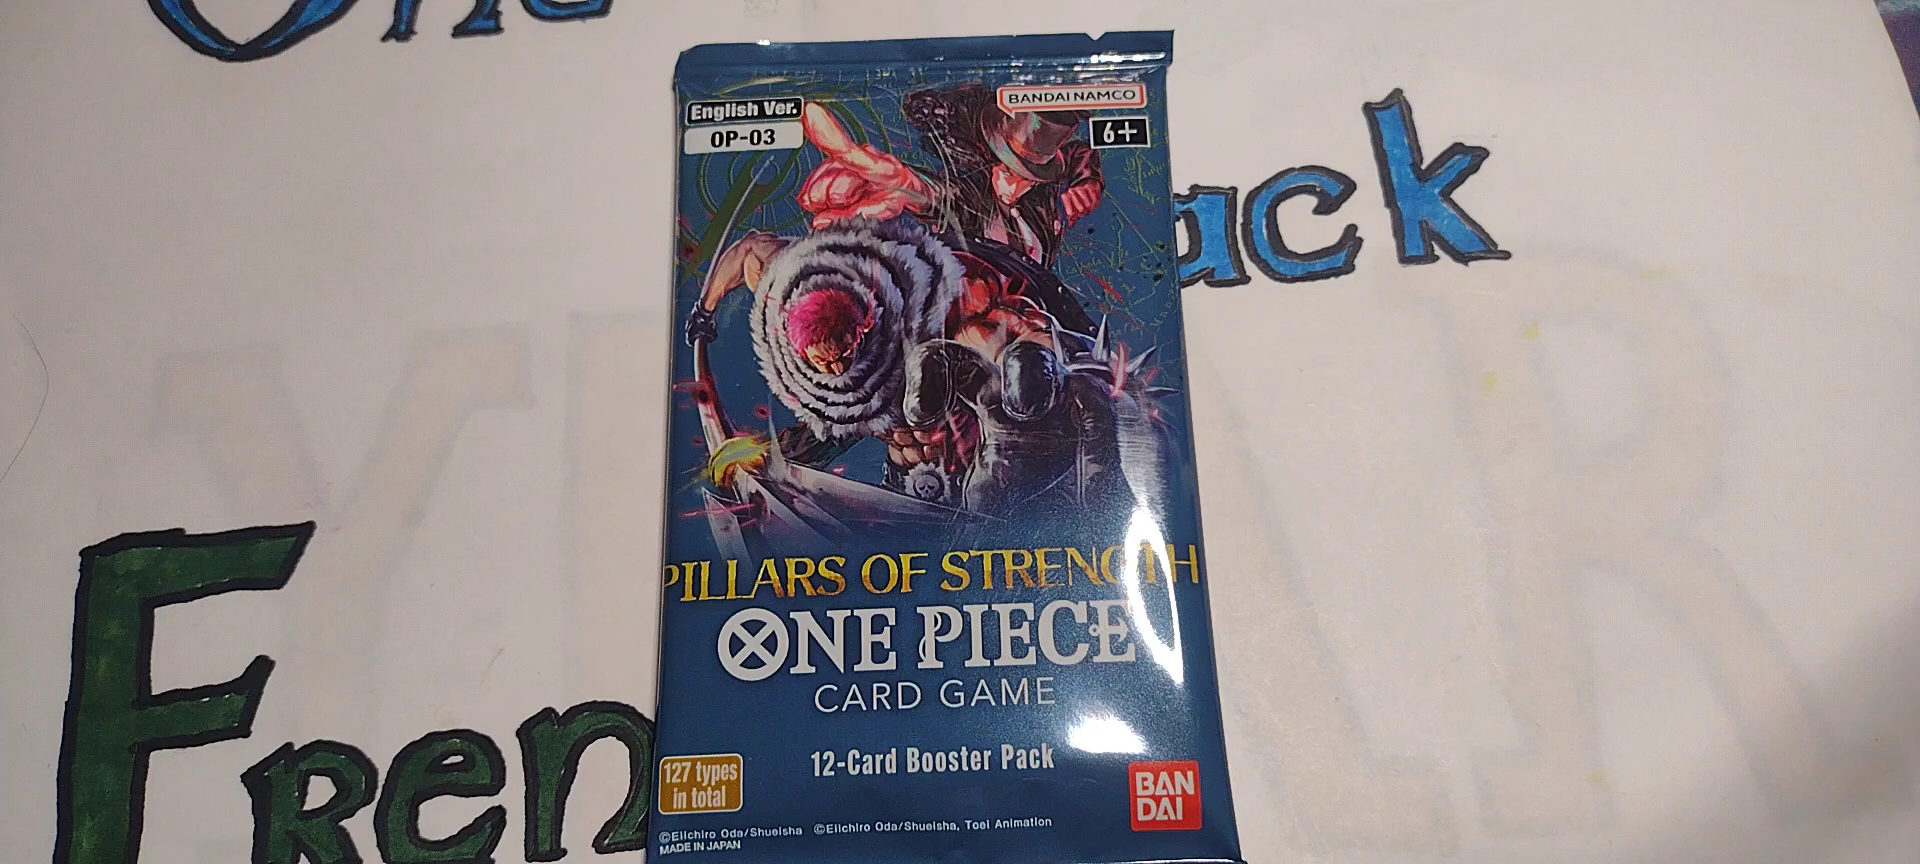 One
ack
English Ver.
OP-03
BANDAI NAMCO
6+
PILLARS OF STRENGTH
ONE PIECE
CARD GAME
12-Card Booster Pack
127 types
in total
BAN
DAI
©Eiichiro Oda/Shueisha ©Eiichiro Oda/Shueisha, Toei Animation
MADE IN JAPAN
Fren